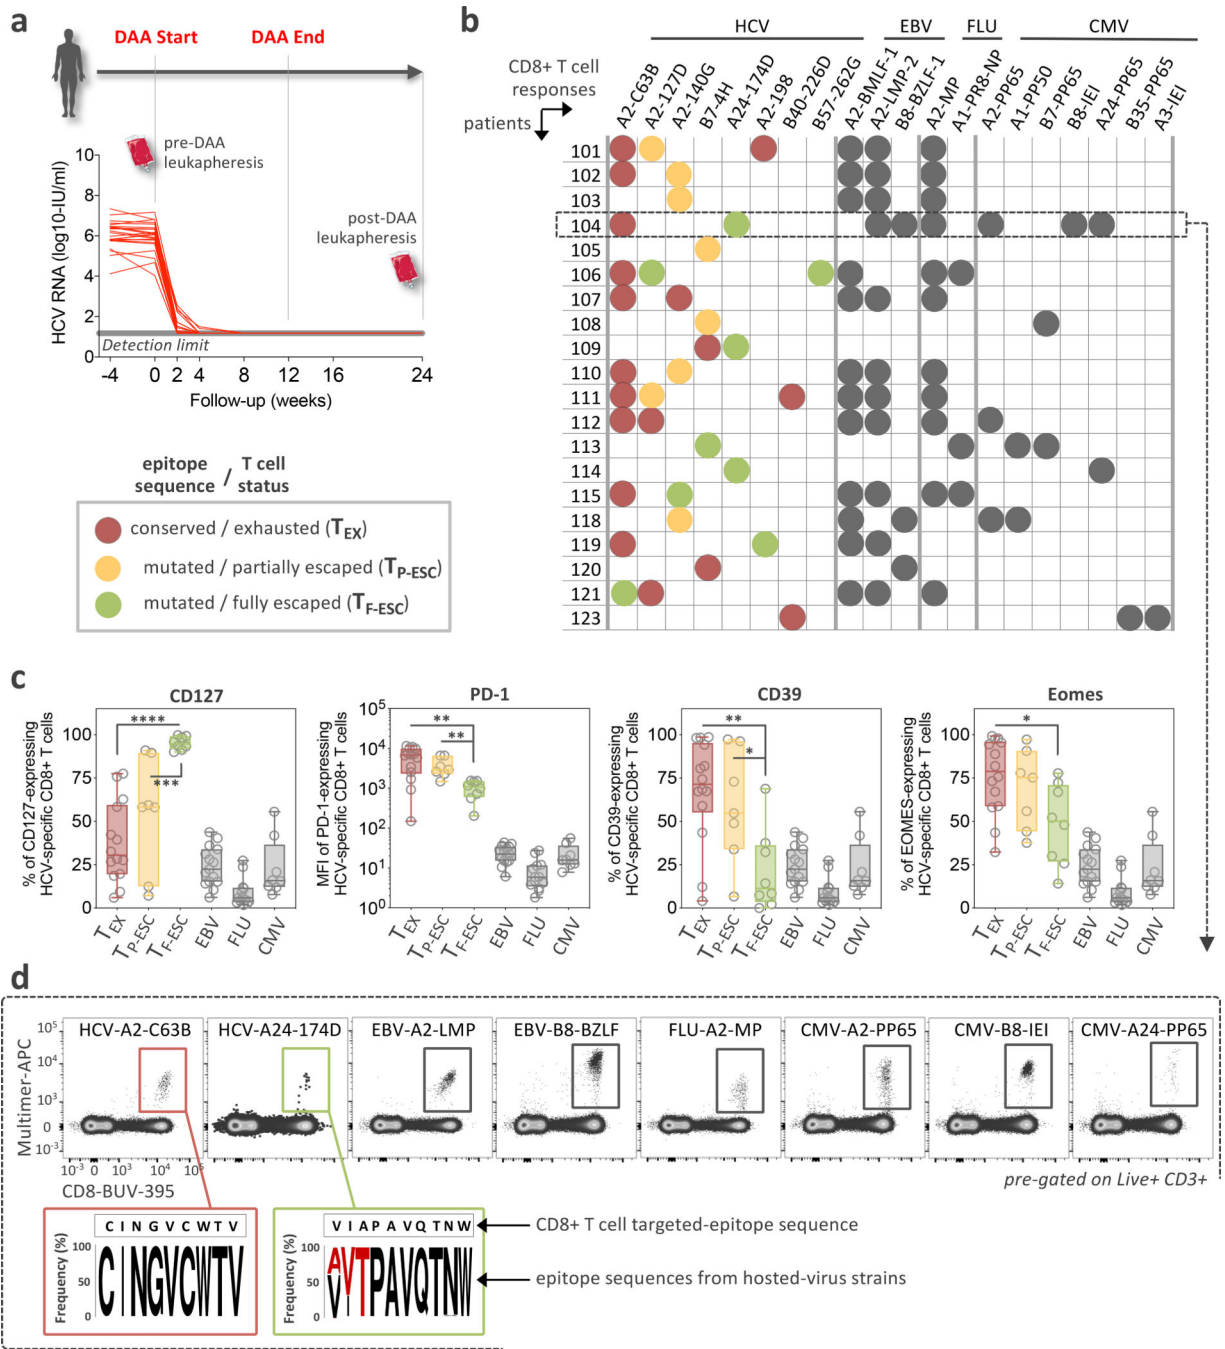 a
DAA Start
DAA End
pre-DAA
leukapheresis
post-DAA
leukapheresis
HCV RNA (log10-IU/ml)
10
8
6
4
2
0
Detection limit
-4 0 2 4 8 12 16 24
Follow-up (weeks)
epitope sequence / T cell status
conserved / exhausted (TEX)
mutated / partially escaped (TP-ESC)
mutated / fully escaped (TF-ESC)
b
HCV EBV FLU CMV
CD8+ T cell
responses
patients
A2-C63B
A2-127D
A2-140G
B7-4H
A24-174D
A2-198
B40-226D
B57-262G
A2-BMLF-1
A2-LMP-2
B8-BZLF-1
A2-MP
A1-PR8-NP
A2-PP65
A1-PP50
B7-PP65
B8-IEI
A24-PP65
B35-PP65
A3-IEI
101
102
103
104
105
106
107
108
109
110
111
112
113
114
115
118
119
120
121
123
c
CD127
% of CD127-expressing
HCV-specific CD8+ T cells
100
75
50
25
0
****
***
TEX TP-ESC TF-ESC EBV FLU CMV
PD-1
MFI of PD-1-expressing
HCV-specific CD8+ T cells
10^5
10^4
10^3
10^2
10^1
10^0
**
**
TEX TP-ESC TF-ESC EBV FLU CMV
CD39
% of CD39-expressing
HCV-specific CD8+ T cells
100
75
50
25
0
**
*
TEX TP-ESC TF-ESC EBV FLU CMV
Eomes
% of EOMES-expressing
HCV-specific CD8+ T cells
100
75
50
25
0
*
TEX TP-ESC TF-ESC EBV FLU CMV
d
HCV-A2-C63B HCV-A24-174D EBV-A2-LMP EBV-B8-BZLF FLU-A2-MP CMV-A2-PP65 CMV-B8-IEI CMV-A24-PP65
Multimer-APC
10^5
10^4
10^3
0
10^-3
10^-3 0 10^3 10^4 10^5
CD8-BUV-395
pre-gated on Live+ CD3+
C I N G V C W T V
Frequency (%)
100
50
0
CINGVCWTV
V I A P A V Q T N W
Frequency (%)
100
50
0
AVTPAVQTNW
VI
CD8+ T cell targeted-epitope sequence
epitope sequences from hosted-virus strains